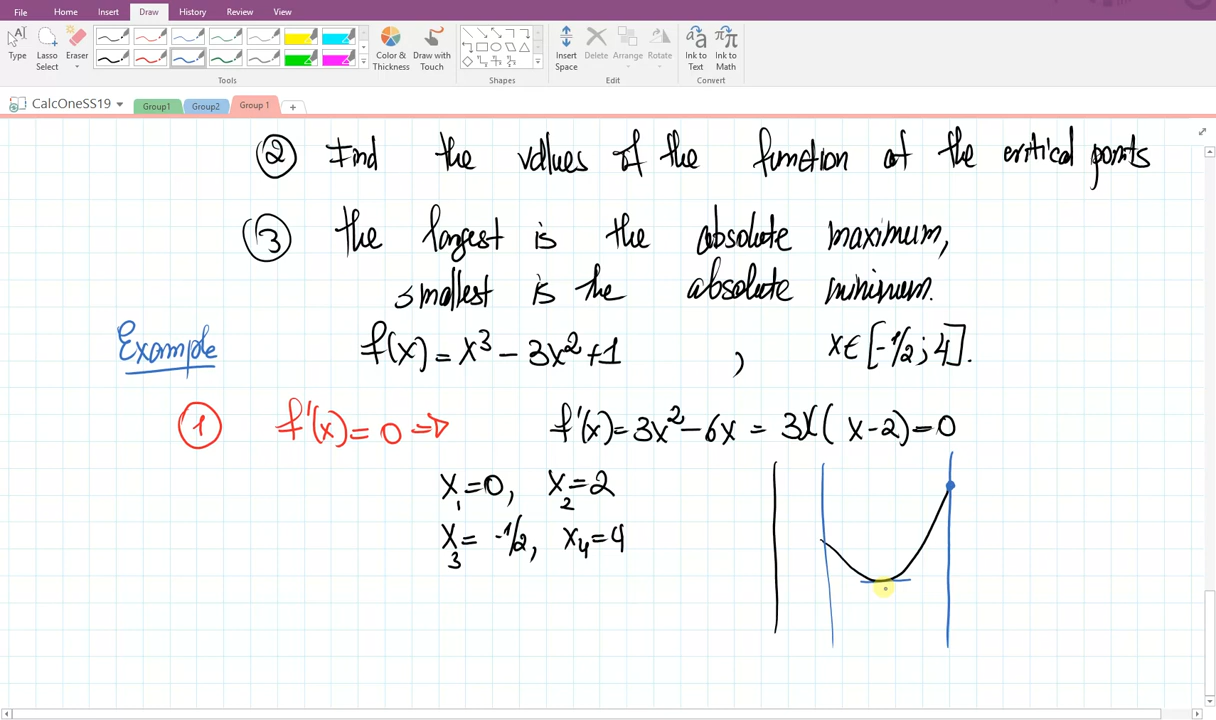 File Home Insert Draw History Review View
Type Lasso Select Eraser Color & Thickness Draw with Touch Insert Space Delete Arrange Rotate Ink to Text Ink to Math
Tools Shapes Edit Convert
CalcOneSS19 Group1 Group2 Group 1
② Find the values of the function of the critical points
③ the largest is the absolute maximum,
smallest is the absolute minimum.
Example f(x) = x³ - 3x² + 1 , x ∈ [-1/2 ; 4].
① f'(x) = 0 => f'(x) = 3x² - 6x = 3x(x-2) = 0
x₁ = 0, x₂ = 2
x₃ = -1/2, x₄ = 4